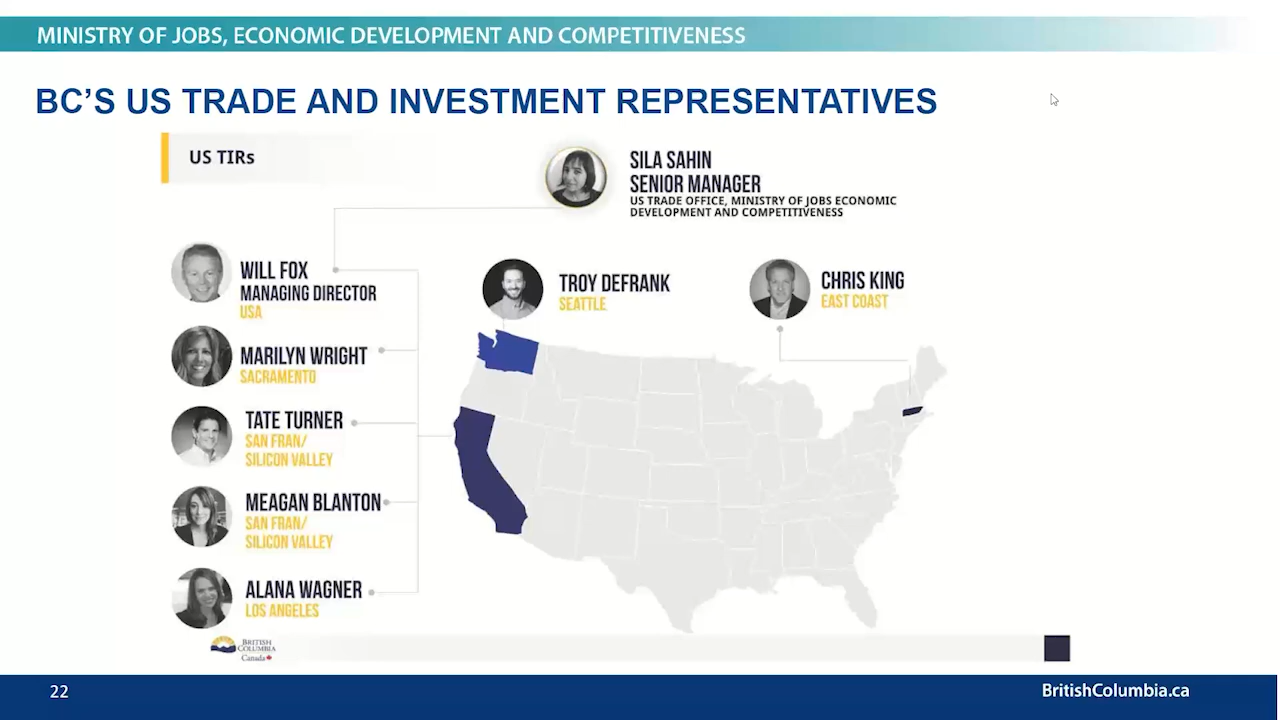 MINISTRY OF JOBS, ECONOMIC DEVELOPMENT AND COMPETITIVENESS
BC'S US TRADE AND INVESTMENT REPRESENTATIVES
US TIRs
SILA SAHIN
SENIOR MANAGER
US TRADE OFFICE, MINISTRY OF JOBS ECONOMIC
DEVELOPMENT AND COMPETITIVENESS
WILL FOX
MANAGING DIRECTOR
USA
TROY DEFRANK
SEATTLE
CHRIS KING
EAST COAST
MARILYN WRIGHT
SACRAMENTO
TATE TURNER
SAN FRAN/
SILICON VALLEY
MEAGAN BLANTON
SAN FRAN/
SILICON VALLEY
ALANA WAGNER
LOS ANGELES
BRITISH
COLUMBIA
Canada
22
BritishColumbia.ca